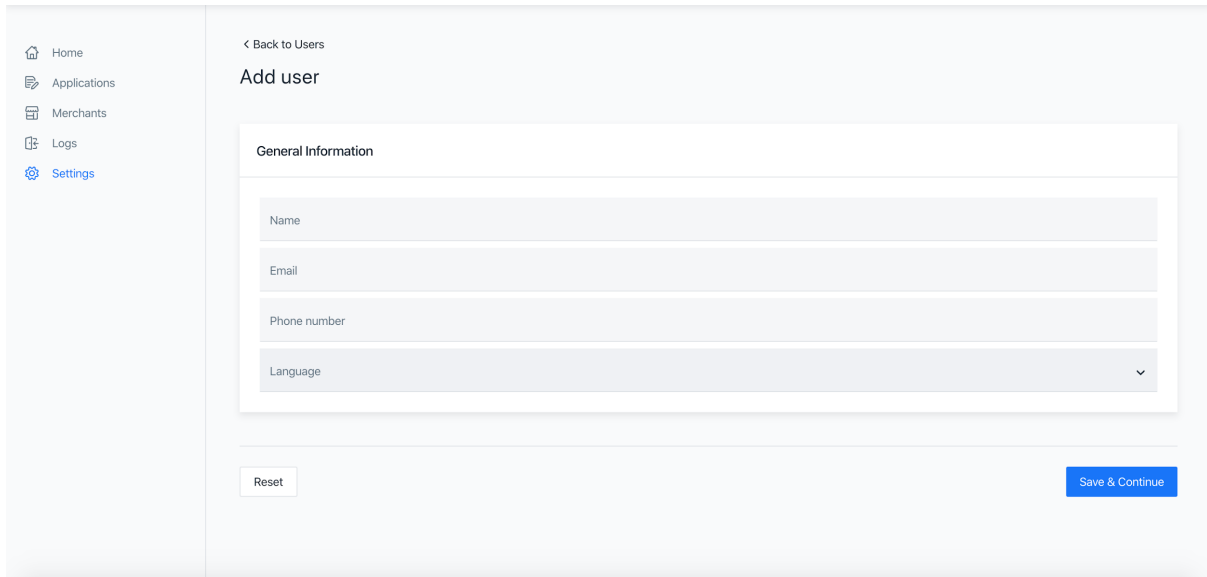 Home
Applications
Merchants
Logs
Settings
Back to Users
Add user
General Information
Name
Email
Phone number
Language
Reset
Save & Continue